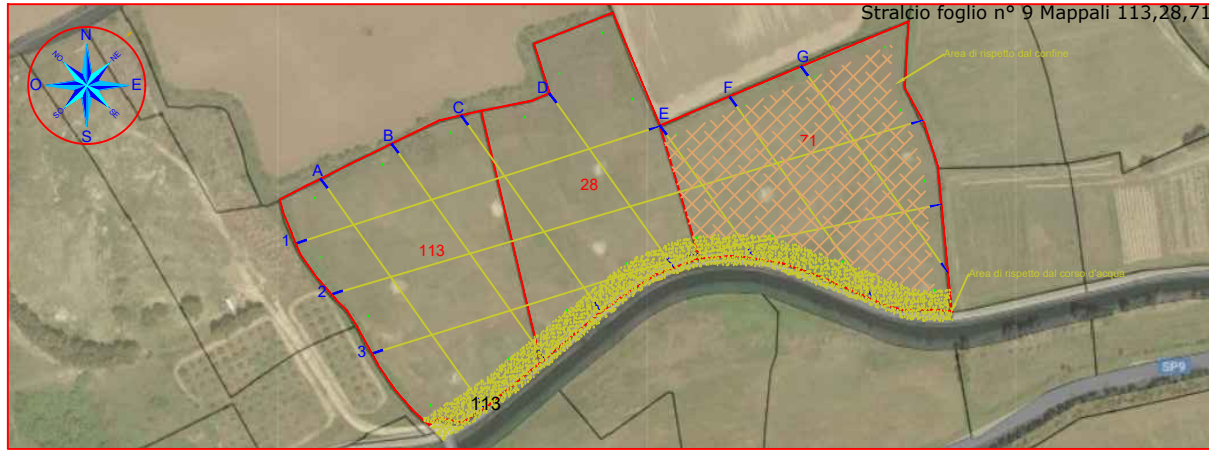 Stralcio foglio n° 9 Mappali 113,28,71
N
NO
NE
O
E
SO
SE
S
Area di rispetto dal confine
G
D
F
C
E
B
A
71
28
113
1
2
3
Area di rispetto dal corso d'acqua
SP9
113